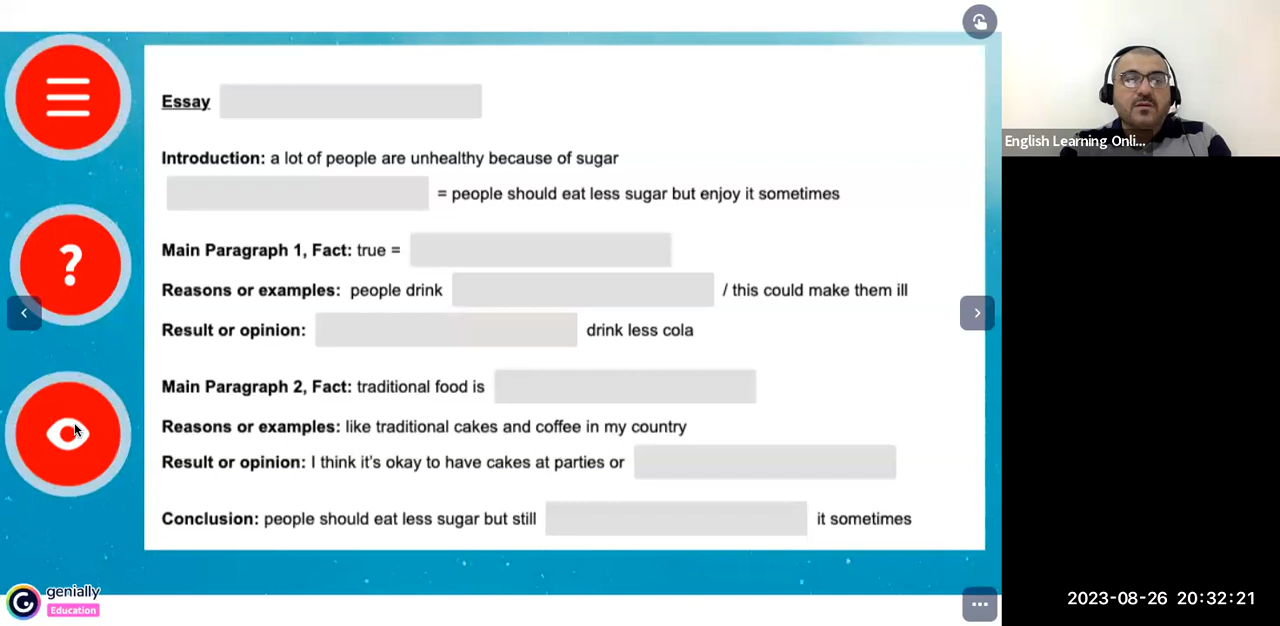 Essay
Introduction: a lot of people are unhealthy because of sugar
= people should eat less sugar but enjoy it sometimes
Main Paragraph 1, Fact: true =
Reasons or examples: people drink / this could make them ill
Result or opinion: drink less cola
Main Paragraph 2, Fact: traditional food is
Reasons or examples: like traditional cakes and coffee in my country
Result or opinion: I think it's okay to have cakes at parties or
Conclusion: people should eat less sugar but still it sometimes
?
English Learning Onli...
genially
Education
2023-08-26 20:32:21